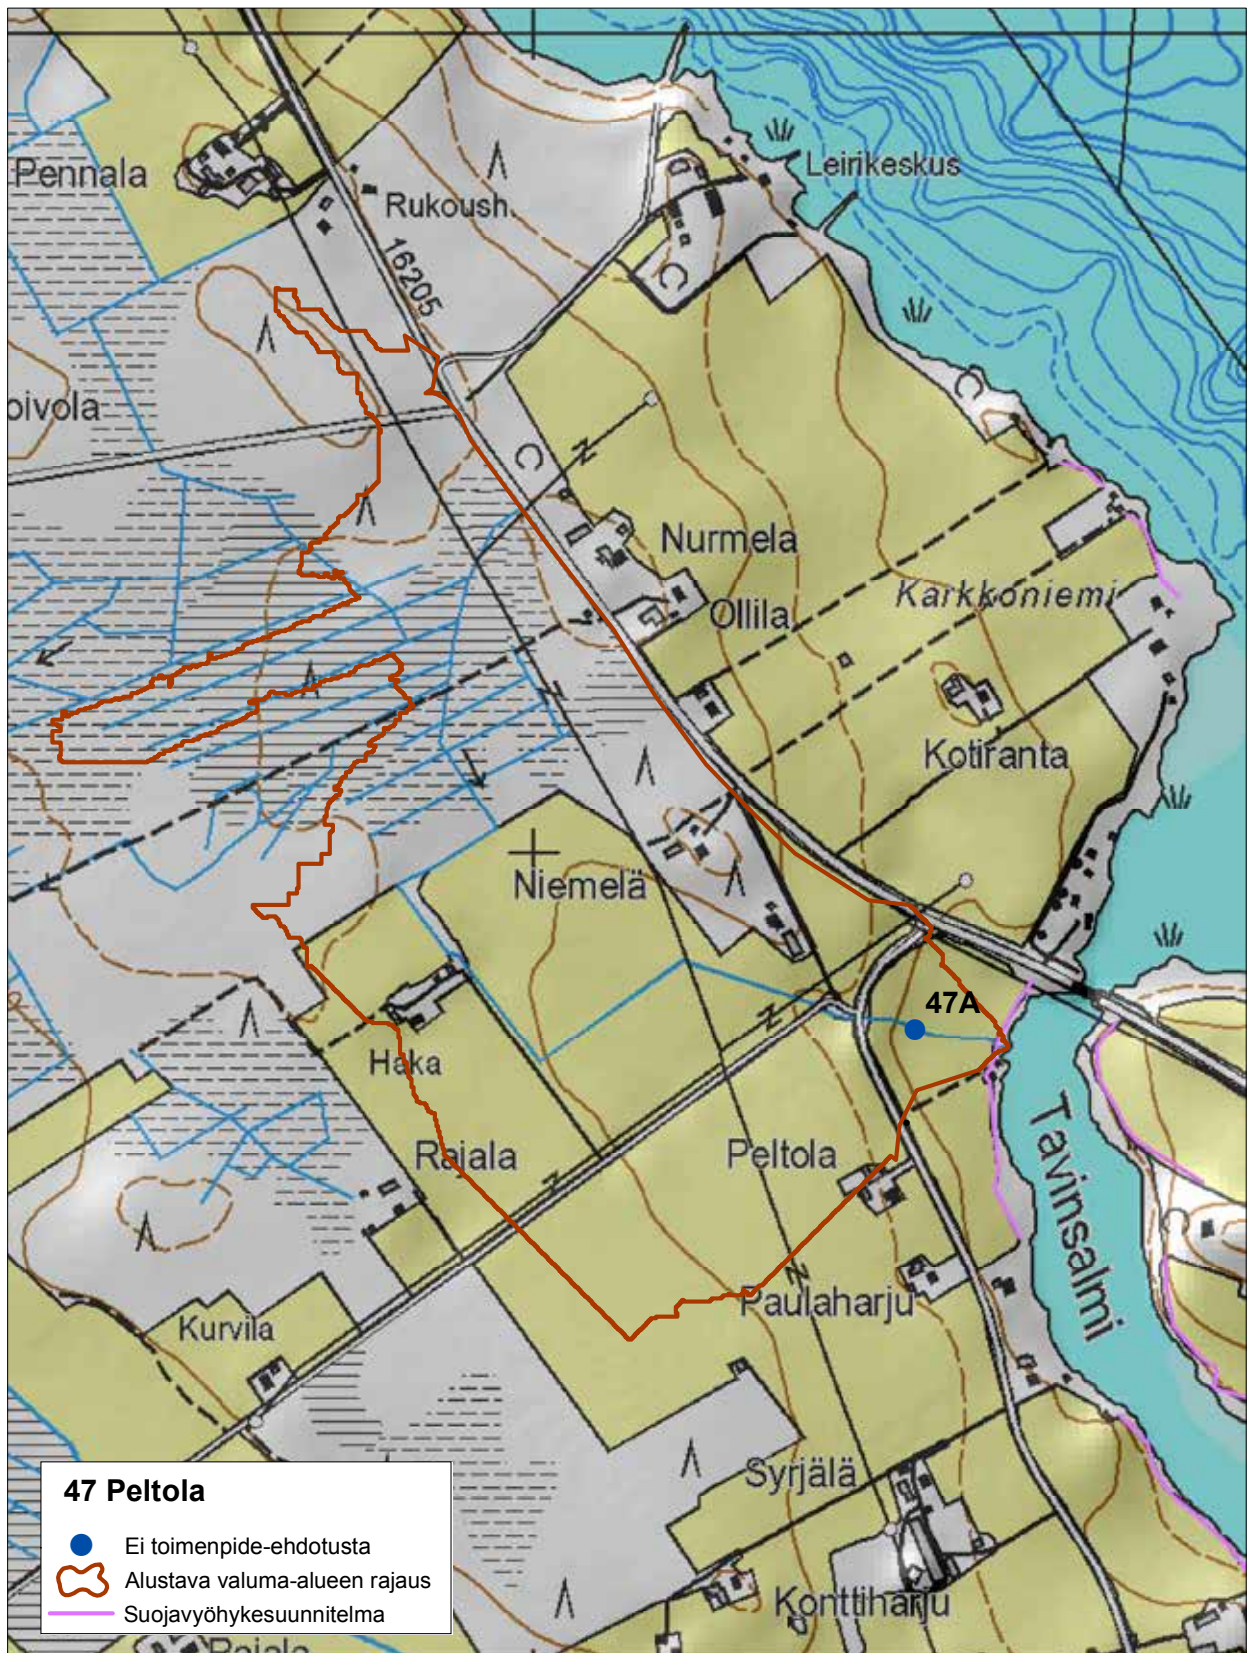 Pennala
Rukoush.
Leirikeskus
16205
Nurmela
Ollila
Karkkoniemi
Kotiranta
Niemelä
47A
Haka
Rajala
Peltola
Tavinsalmi
Paulaharju
Kurvila
Syrjälä
Konttiharju
47 Peltola
Ei toimenpide-ehdotusta
Alustava valuma-alueen rajaus
Suojavyöhykesuunnitelma